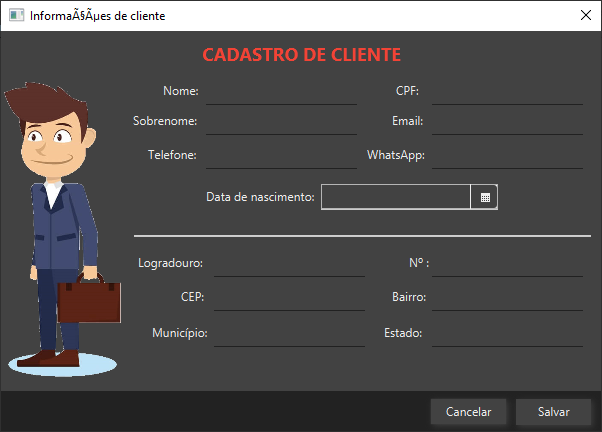 InformaÃ§Ãµes de cliente
CADASTRO DE CLIENTE
Nome: CPF:
Sobrenome: Email:
Telefone: WhatsApp:
Data de nascimento:
Logradouro: Nº :
CEP: Bairro:
Município: Estado:
Cancelar Salvar